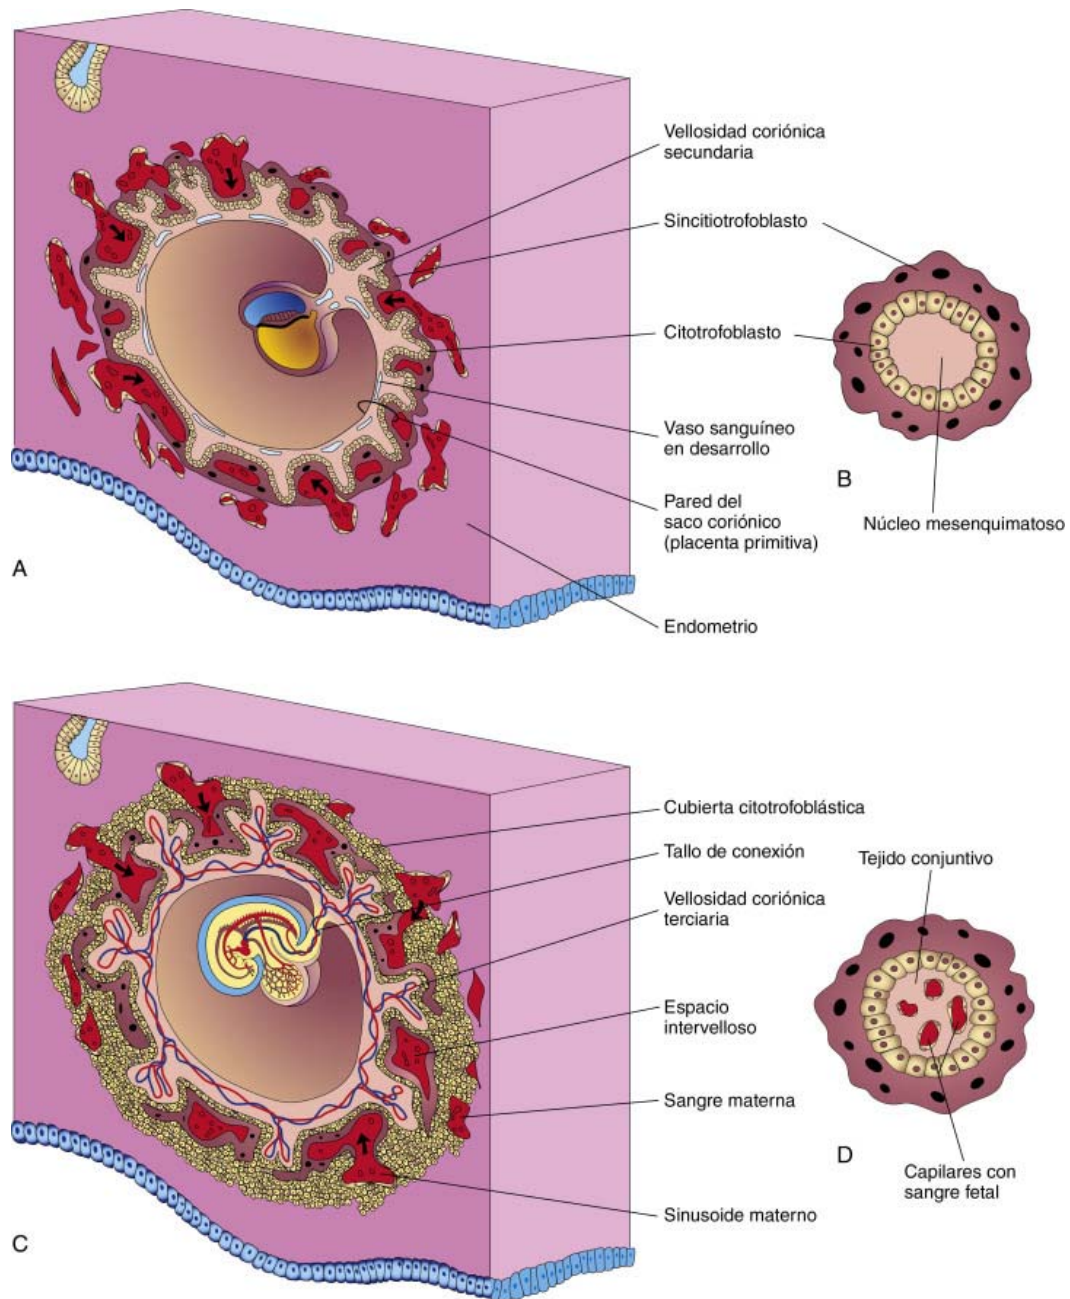 Vellosidad coriónica
secundaria
Sincitiotrofoblasto
Citotrofoblasto
Vaso sanguíneo
en desarrollo
Pared del
saco coriónico
(placenta primitiva)
Endometrio
A
B
Núcleo mesenquimatoso
Cubierta citotrofoblástica
Tallo de conexión
Vellosidad coriónica
terciaria
Espacio
intervelloso
Sangre materna
Sinusoide materno
C
Tejido conjuntivo
D
Capilares con
sangre fetal